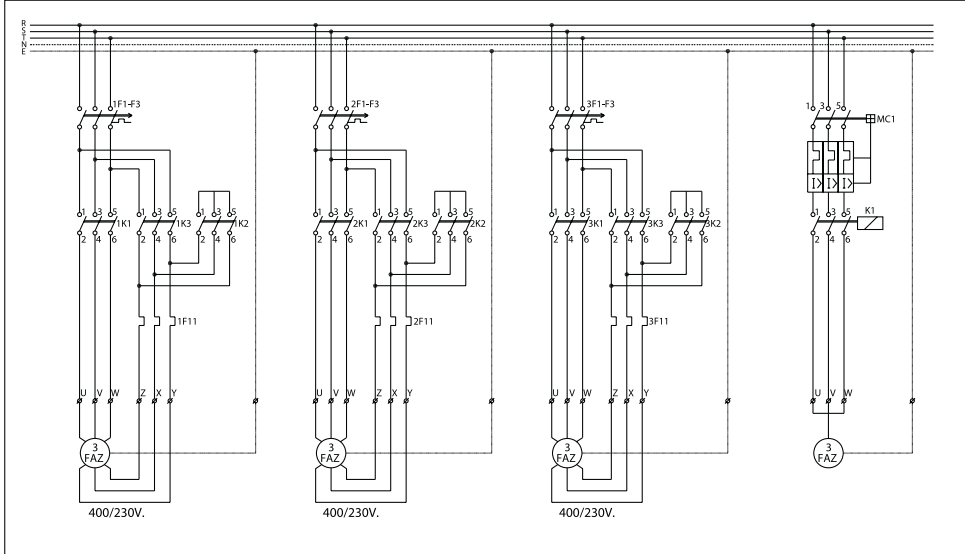 R
S
T
N
E
1F1-F3
2F1-F3
3F1-F3
1 3 5
MC1
I> I> I>
1 3 5 1 3 5 1 3 5
1K1 1K3 1K2
2 4 6 2 4 6 2 4 6
1 3 5 1 3 5 1 3 5
2K1 2K3 2K2
2 4 6 2 4 6 2 4 6
1 3 5 1 3 5 1 3 5
3K1 3K3 3K2
2 4 6 2 4 6 2 4 6
1 3 5
K1
2 4 6
1F11
2F11
3F11
U V W Z X Y
U V W Z X Y
U V W Z X Y
U V W
3
FAZ
3
FAZ
3
FAZ
3
FAZ
400/230V.
400/230V.
400/230V.